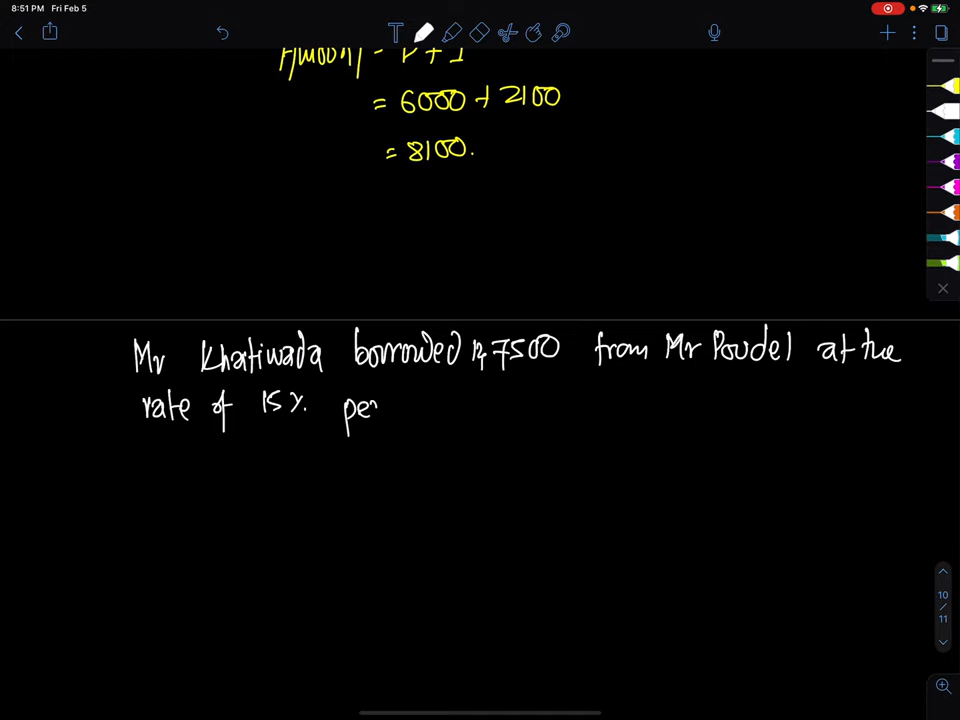 8:51 PM Fri Feb 5
Amount = P + I
= 6000 + 2100
= 8100.
Mr Khatiwada borrowed Rs 7500 from Mr Poudel at the
rate of 15% per
10
/
11